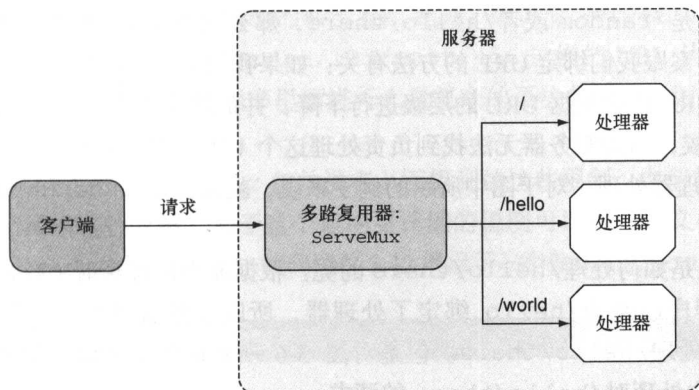 服务器
/
处理器
客户端
请求
多路复用器:
ServeMux
/hello
处理器
/world
处理器